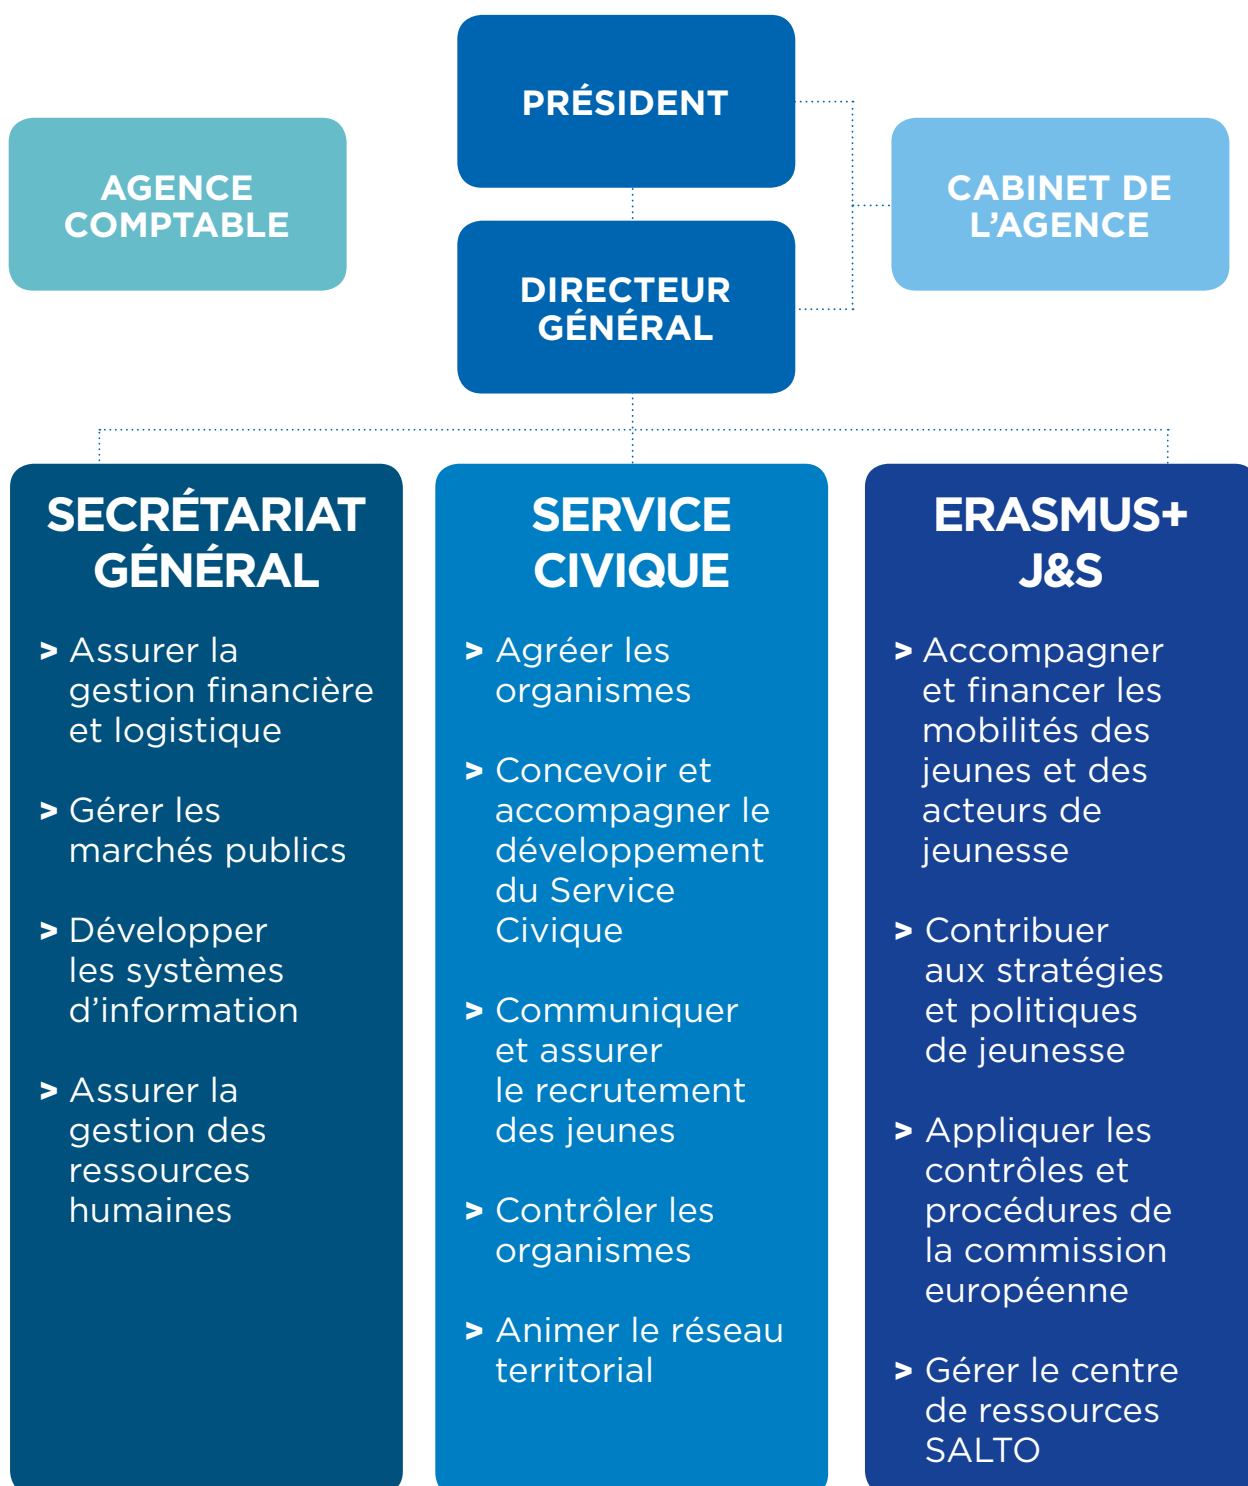 PRÉSIDENT
AGENCE
COMPTABLE
CABINET DE
L’AGENCE
DIRECTEUR
GÉNÉRAL
SECRÉTARIAT
GÉNÉRAL
> Assurer la
gestion financière
et logistique
> Gérer les
marchés publics
> Développer
les systèmes
d’information
> Assurer la
gestion des
ressources
humaines
SERVICE
CIVIQUE
> Agréer les
organismes
> Concevoir et
accompagner le
développement
du Service
Civique
> Communiquer
et assurer
le recrutement
des jeunes
> Contrôler les
organismes
> Animer le réseau
territorial
ERASMUS+
J&S
> Accompagner
et financer les
mobilités des
jeunes et des
acteurs de
jeunesse
> Contribuer
aux stratégies
et politiques
de jeunesse
> Appliquer les
contrôles et
procédures de
la commission
européenne
> Gérer le centre
de ressources
SALTO